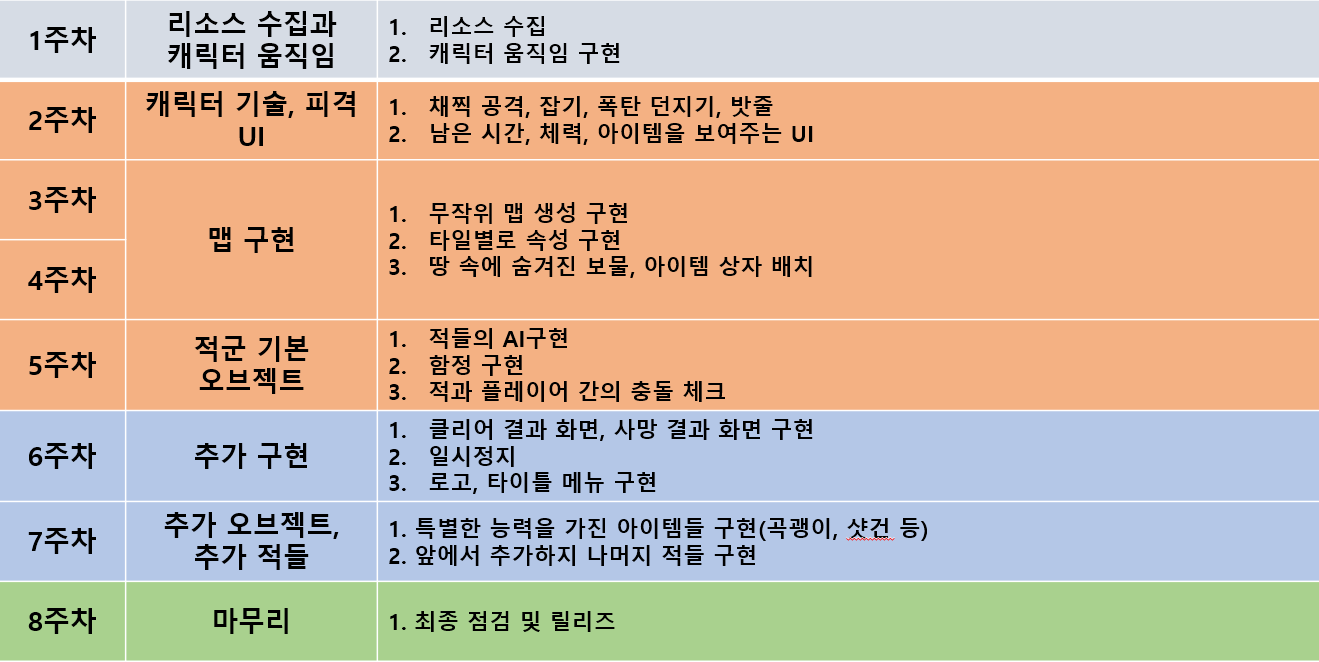 1주차
리소스 수집과
캐릭터 움직임
1. 리소스 수집
2. 캐릭터 움직임 구현
2주차
캐릭터 기술, 피격
UI
1. 채찍 공격, 잡기, 폭탄 던지기, 밧줄
2. 남은 시간, 체력, 아이템을 보여주는 UI
3주차
4주차
맵 구현
1. 무작위 맵 생성 구현
2. 타일별로 속성 구현
3. 땅 속에 숨겨진 보물, 아이템 상자 배치
5주차
적군 기본
오브젝트
1. 적들의 AI구현
2. 함정 구현
3. 적과 플레이어 간의 충돌 체크
6주차
추가 구현
1. 클리어 결과 화면, 사망 결과 화면 구현
2. 일시정지
3. 로고, 타이틀 메뉴 구현
7주차
추가 오브젝트,
추가 적들
1. 특별한 능력을 가진 아이템들 구현(곡괭이, 샷건 등)
2. 앞에서 추가하지 나머지 적들 구현
8주차
마무리
1. 최종 점검 및 릴리즈